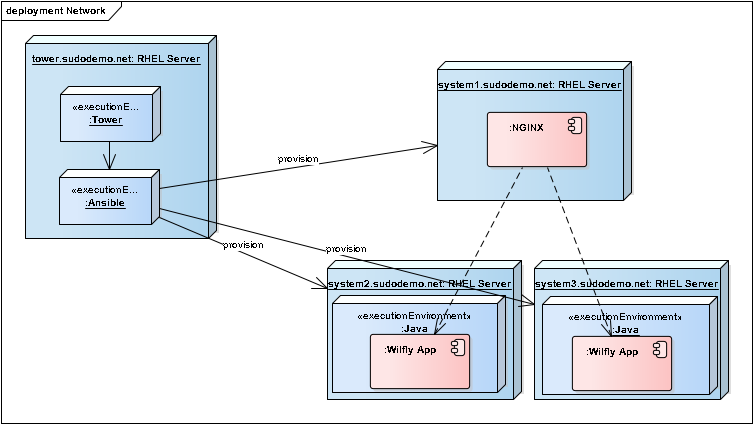 deployment Network
tower.sudodemo.net: RHEL Server
«executionE...
:Tower
«executionE...
:Ansible
provision
provision
provision
system1.sudodemo.net: RHEL Server
:NGINX
system2.sudodemo.net: RHEL Server
«executionEnvironment»
:Java
:Wilfly App
system3.sudodemo.net: RHEL Server
«executionEnvironment»
:Java
:Wilfly App